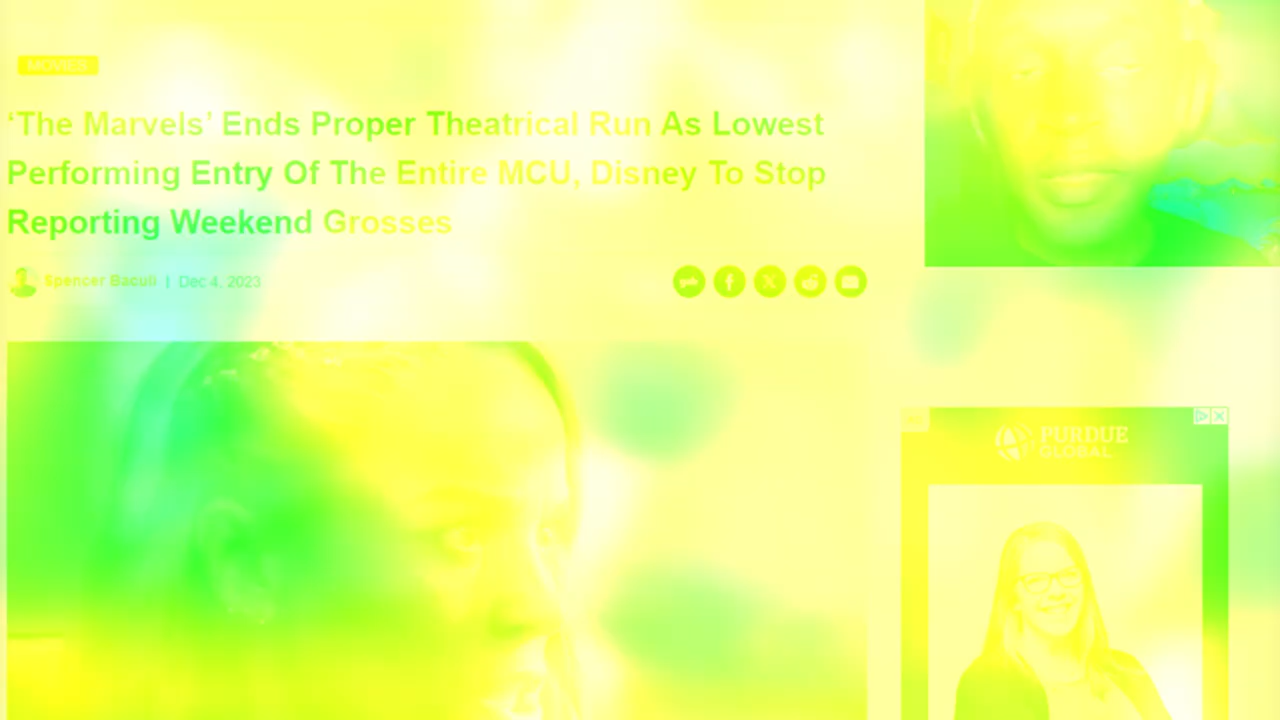 MOVIES
‘The Marvels’ Ends Proper Theatrical Run As Lowest
Performing Entry Of The Entire MCU, Disney To Stop
Reporting Weekend Grosses
Spencer Baculi | Dec 4, 2023
PURDUE
GLOBAL